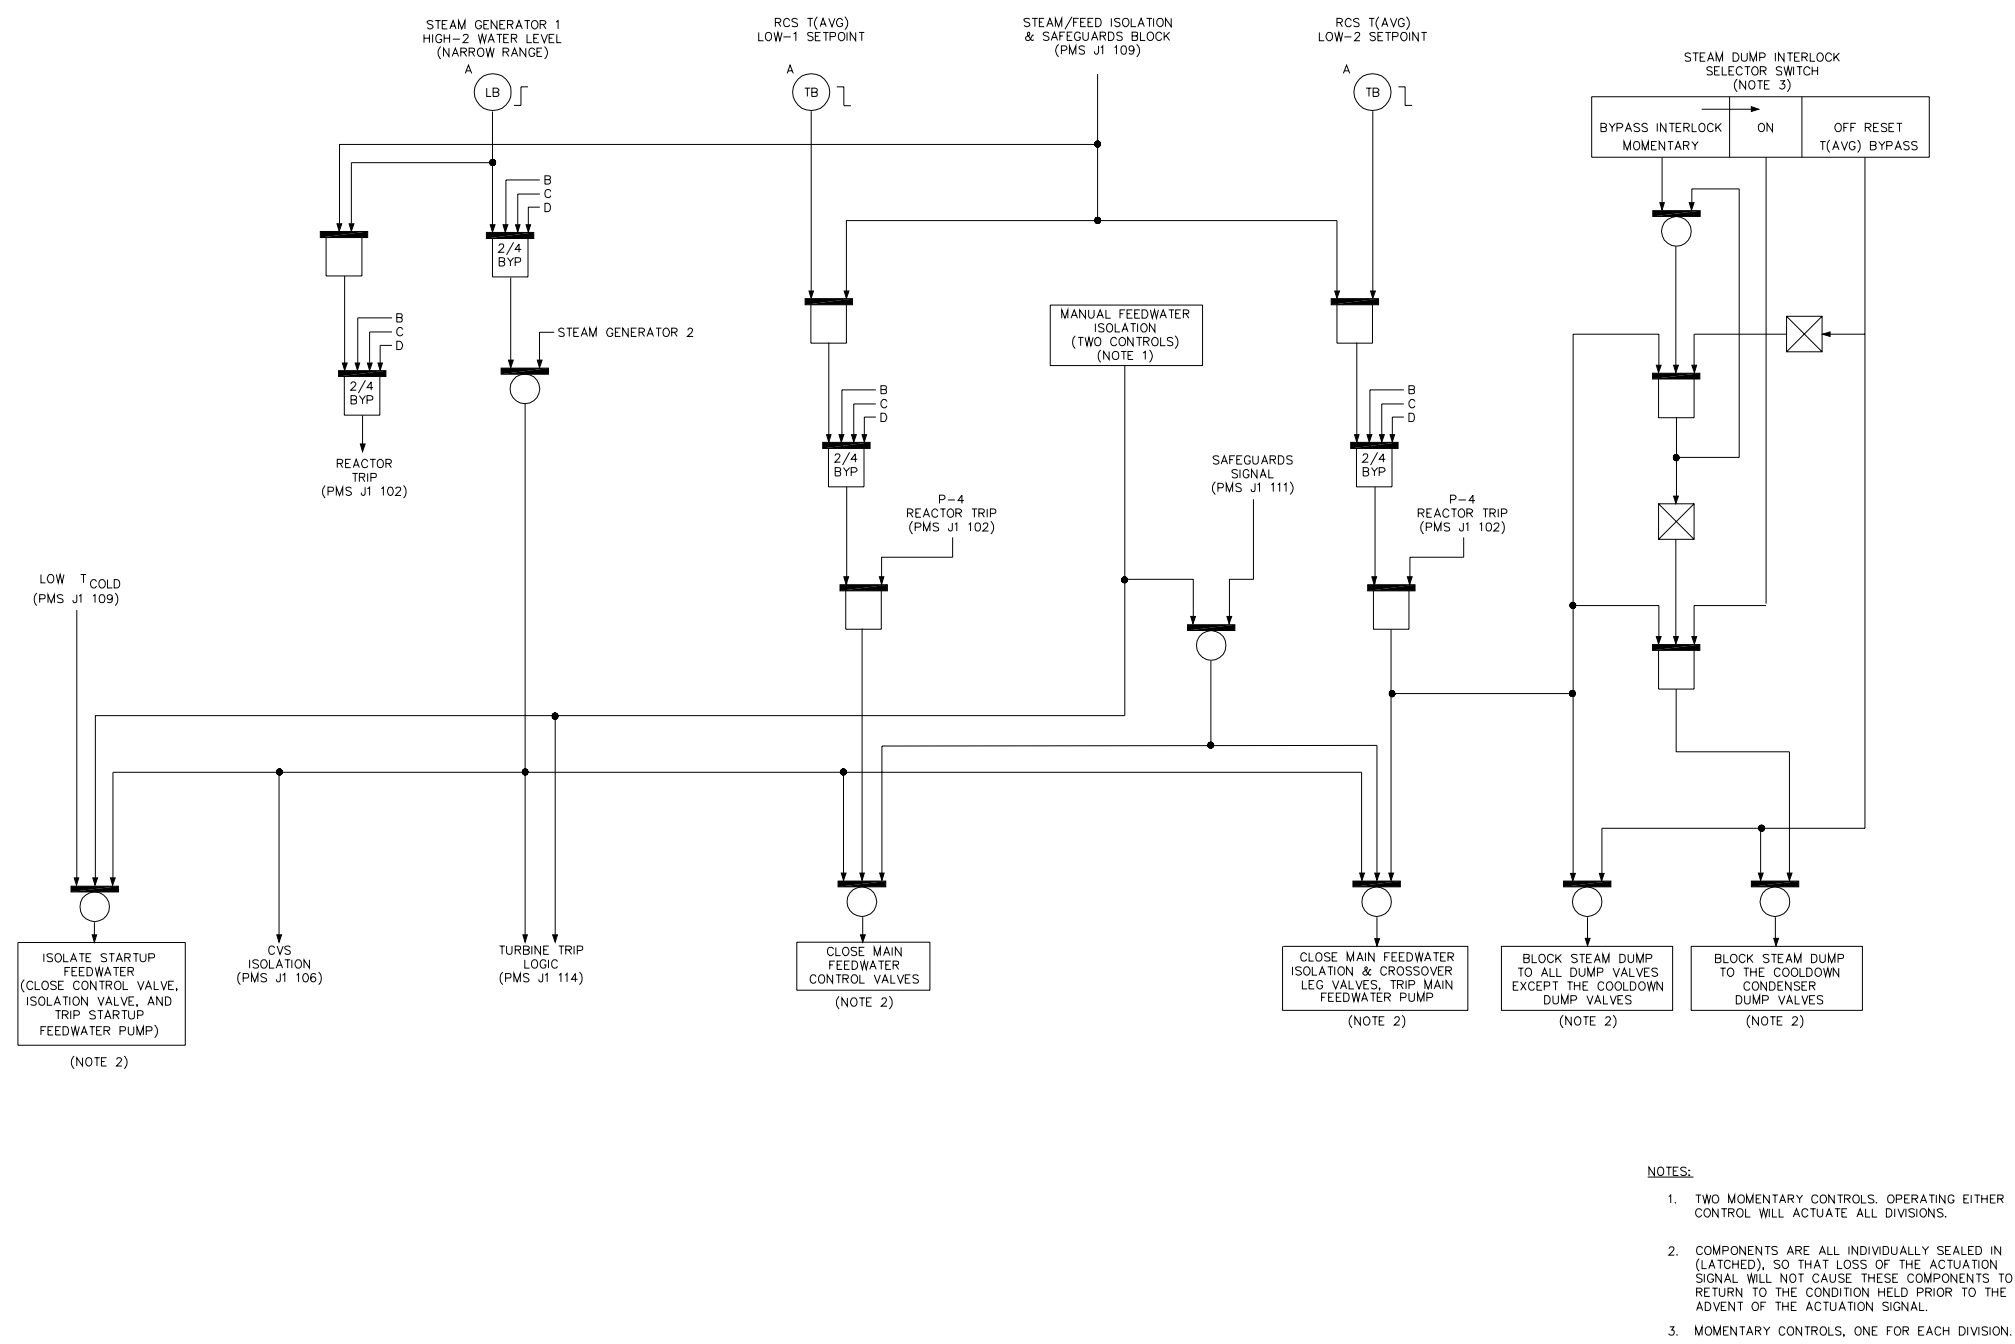 STEAM GENERATOR 1
HIGH-2 WATER LEVEL
(NARROW RANGE)
A
LB
RCS T(AVG)
LOW-1 SETPOINT
A
TB
STEAM/FEED ISOLATION
& SAFEGUARDS BLOCK
(PMS J1 109)
RCS T(AVG)
LOW-2 SETPOINT
A
TB
STEAM DUMP INTERLOCK
SELECTOR SWITCH
(NOTE 3)
BYPASS INTERLOCK
MOMENTARY
ON
OFF RESET
T(AVG) BYPASS
B
C
D
2/4
BYP
B
C
D
2/4
BYP
REACTOR
TRIP
(PMS J1 102)
STEAM GENERATOR 2
MANUAL FEEDWATER
ISOLATION
(TWO CONTROLS)
(NOTE 1)
B
C
D
2/4
BYP
P-4
REACTOR TRIP
(PMS J1 102)
SAFEGUARDS
SIGNAL
(PMS J1 111)
B
C
D
2/4
BYP
P-4
REACTOR TRIP
(PMS J1 102)
LOW TCOLD
(PMS J1 109)
ISOLATE STARTUP
FEEDWATER
(CLOSE CONTROL VALVE,
ISOLATION VALVE, AND
TRIP STARTUP
FEEDWATER PUMP)
(NOTE 2)
CVS
ISOLATION
(PMS J1 106)
TURBINE TRIP
LOGIC
(PMS J1 114)
CLOSE MAIN
FEEDWATER
CONTROL VALVES
(NOTE 2)
CLOSE MAIN FEEDWATER
ISOLATION & CROSSOVER
LEG VALVES, TRIP MAIN
FEEDWATER PUMP
(NOTE 2)
BLOCK STEAM DUMP
TO ALL DUMP VALVES
EXCEPT THE COOLDOWN
DUMP VALVES
(NOTE 2)
BLOCK STEAM DUMP
TO THE COOLDOWN
CONDENSER
DUMP VALVES
(NOTE 2)
NOTES:
1. TWO MOMENTARY CONTROLS. OPERATING EITHER
CONTROL WILL ACTUATE ALL DIVISIONS.
2. COMPONENTS ARE ALL INDIVIDUALLY SEALED IN
(LATCHED), SO THAT LOSS OF THE ACTUATION
SIGNAL WILL NOT CAUSE THESE COMPONENTS TO
RETURN TO THE CONDITION HELD PRIOR TO THE
ADVENT OF THE ACTUATION SIGNAL.
3. MOMENTARY CONTROLS, ONE FOR EACH DIVISION.